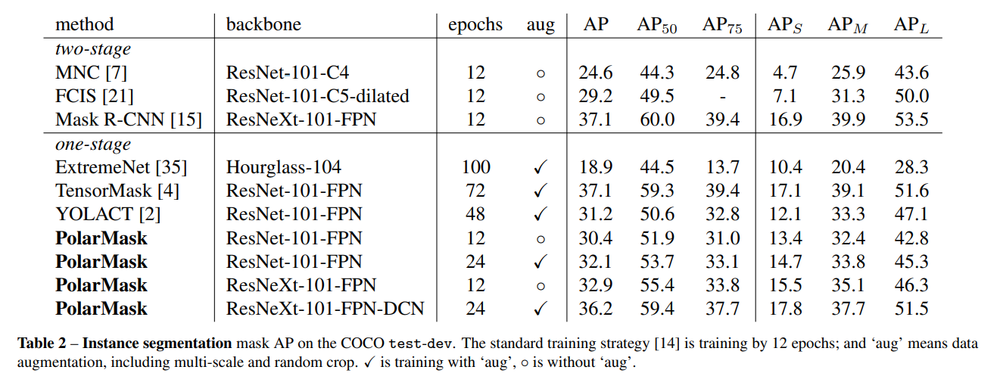 method backbone epochs aug AP AP50 AP75 APS APM APL
two-stage
MNC [7] ResNet-101-C4 12 ○ 24.6 44.3 24.8 4.7 25.9 43.6
FCIS [21] ResNet-101-C5-dilated 12 ○ 29.2 49.5 - 7.1 31.3 50.0
Mask R-CNN [15] ResNeXt-101-FPN 12 ○ 37.1 60.0 39.4 16.9 39.9 53.5
one-stage
ExtremeNet [35] Hourglass-104 100 ✓ 18.9 44.5 13.7 10.4 20.4 28.3
TensorMask [4] ResNet-101-FPN 72 ✓ 37.1 59.3 39.4 17.1 39.1 51.6
YOLACT [2] ResNet-101-FPN 48 ✓ 31.2 50.6 32.8 12.1 33.3 47.1
PolarMask ResNet-101-FPN 12 ○ 30.4 51.9 31.0 13.4 32.4 42.8
PolarMask ResNet-101-FPN 24 ✓ 32.1 53.7 33.1 14.7 33.8 45.3
PolarMask ResNeXt-101-FPN 12 ○ 32.9 55.4 33.8 15.5 35.1 46.3
PolarMask ResNeXt-101-FPN-DCN 24 ✓ 36.2 59.4 37.7 17.8 37.7 51.5
Table 2 – Instance segmentation mask AP on the COCO test-dev. The standard training strategy [14] is training by 12 epochs; and ‘aug’ means data
augmentation, including multi-scale and random crop. ✓ is training with ‘aug’, ○ is without ‘aug’.